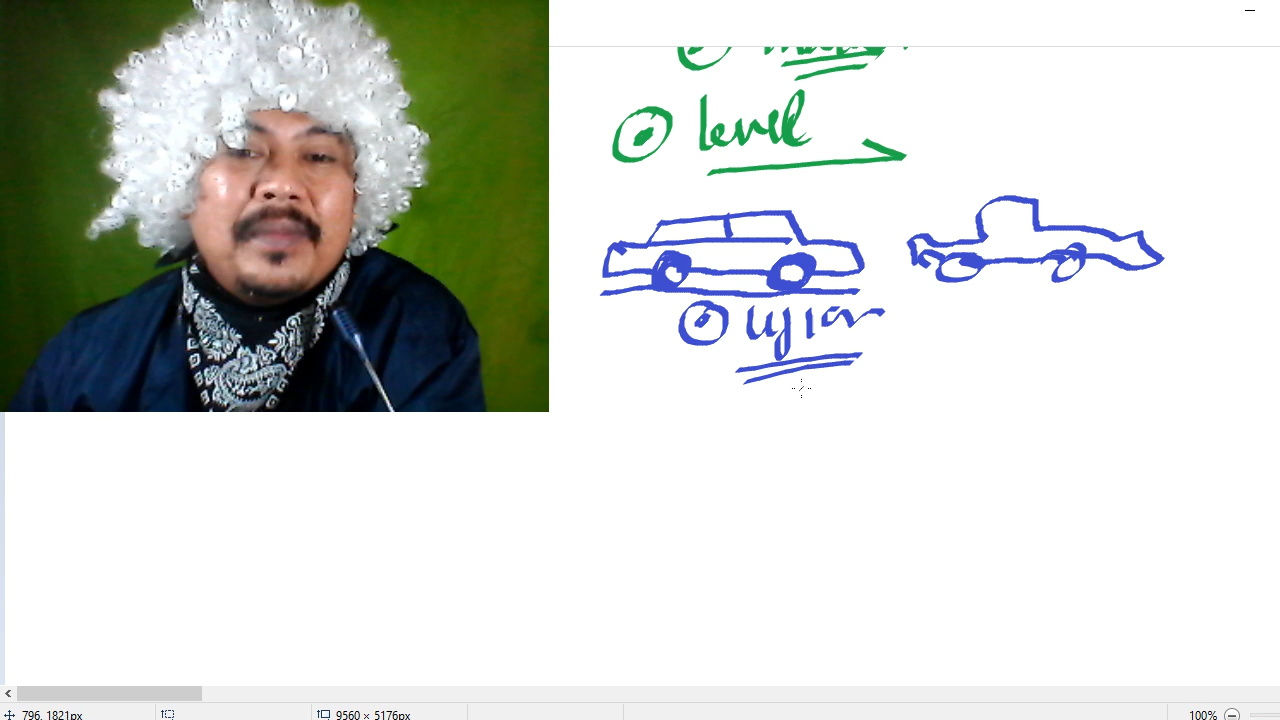 level
ujian
796, 1821px
9560 × 5176px
100%